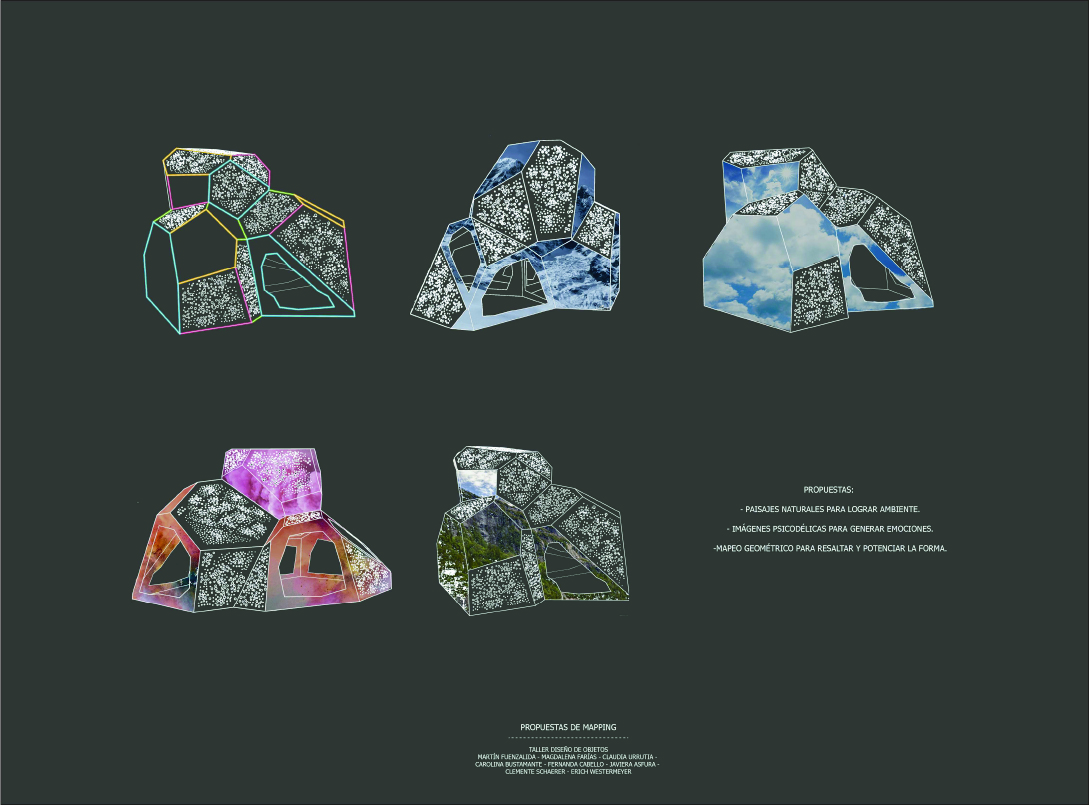 PROPUESTAS:
- PAISAJES NATURALES PARA LOGRAR AMBIENTE.
- IMÁGENES PSICODÉLICAS PARA GENERAR EMOCIONES.
-MAPEO GEOMÉTRICO PARA RESALTAR Y POTENCIAR LA FORMA.
PROPUESTAS DE MAPPING
TALLER DISEÑO DE OBJETOS
MARTÍN FUENZALIDA - MAGDALENA FARÍAS - CLAUDIA URRUTIA -
CAROLINA BUSTAMANTE - FERNANDA CABELLO - JAVIERA ASFURA -
CLEMENTE SCHAERER - ERICH WESTERMEYER